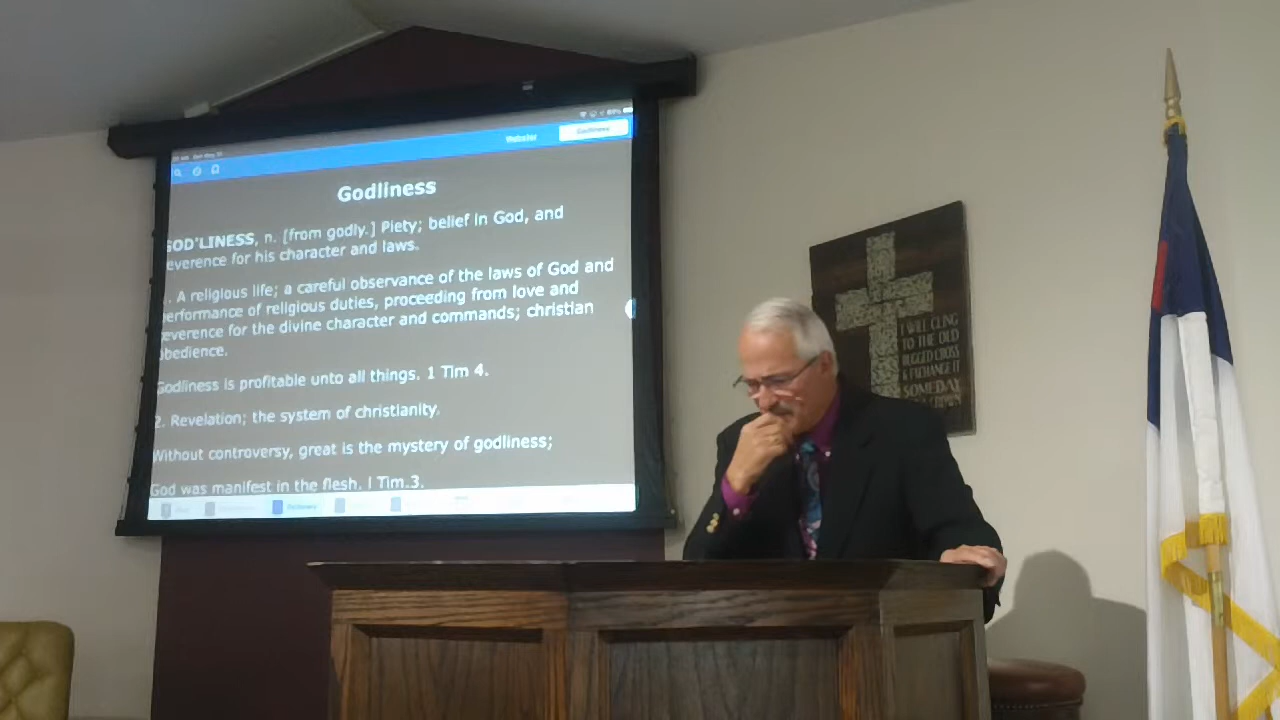 Webster Godliness
Godliness
GOD'LINESS, n. [from godly.] Piety; belief in God, and
everence for his character and laws.
. A religious life; a careful observance of the laws of God and
erformance of religious duties, proceeding from love and
everence for the divine character and commands; christian
bedience.
Godliness is profitable unto all things. 1 Tim 4.
2. Revelation; the system of christianity.
Without controversy, great is the mystery of godliness;
God was manifest in the flesh. I Tim.3.
Dictionary
I WILL CLING
TO THE OLD
RUGGED CROSS
& EXCHANGE IT
SOMEDAY